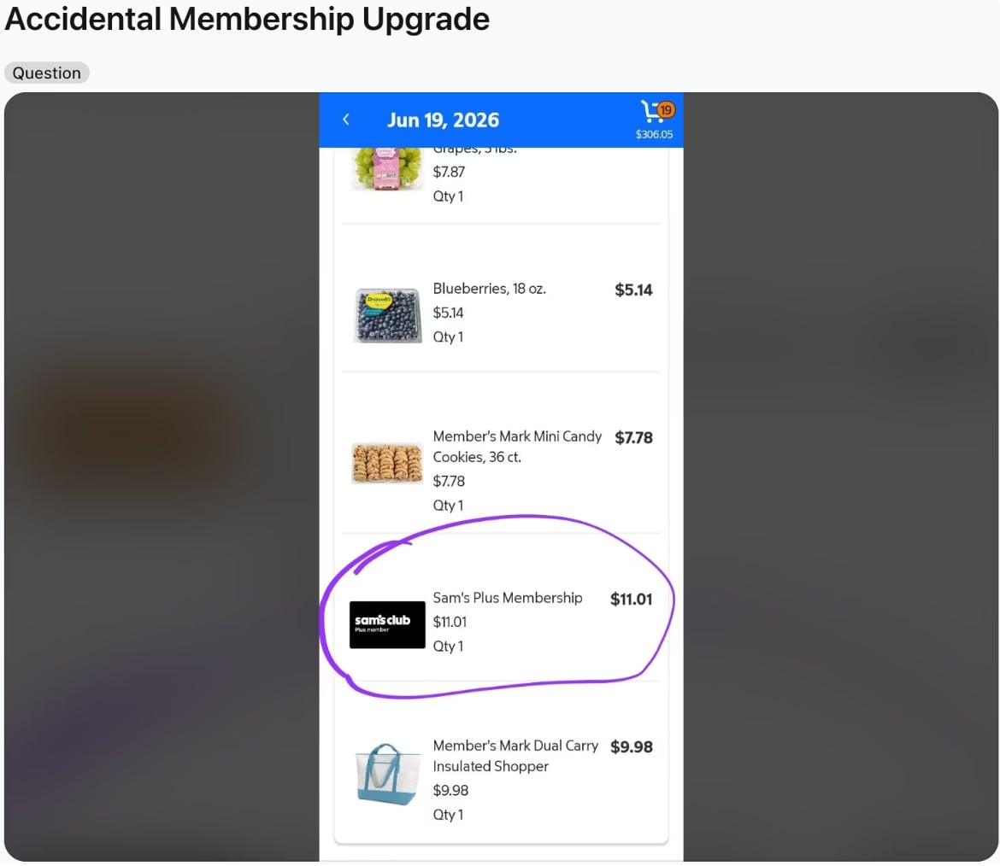 Accidental Membership Upgrade
Question
Jun 19, 2026
19
$306.05
Grapes, 3 lbs.
$7.87
Qty 1
Blueberries, 18 oz.
$5.14
$5.14
Qty 1
Member's Mark Mini Candy
$7.78
Cookies, 36 ct.
$7.78
Qty 1
Sam's Plus Membership
$11.01
sam's club
Plus member
$11.01
Qty 1
Member's Mark Dual Carry
$9.98
Insulated Shopper
$9.98
Qty 1